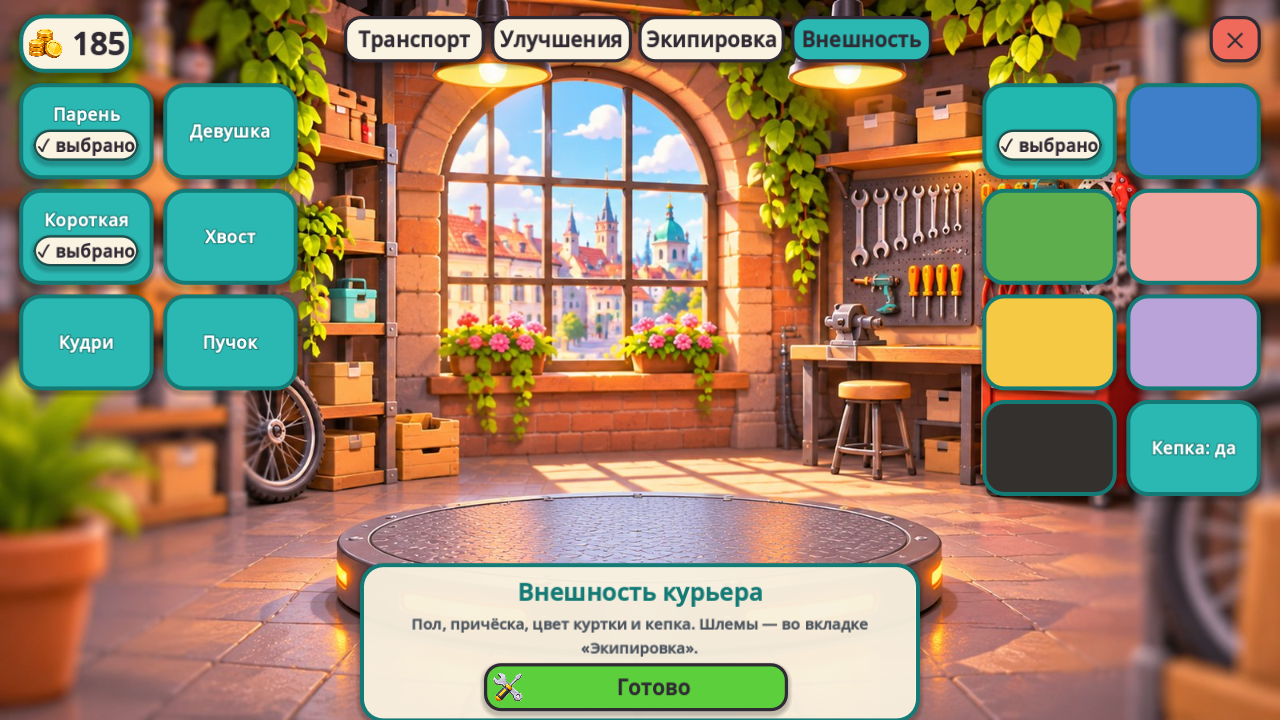 185
Транспорт
Улучшения
Экипировка
Внешность
Парень
✓ выбрано
Девушка
✓ выбрано
Короткая
✓ выбрано
Хвост
Кудри
Пучок
Кепка: да
Внешность курьера
Пол, причёска, цвет куртки и кепка. Шлемы — во вкладке
«Экипировка».
Готово